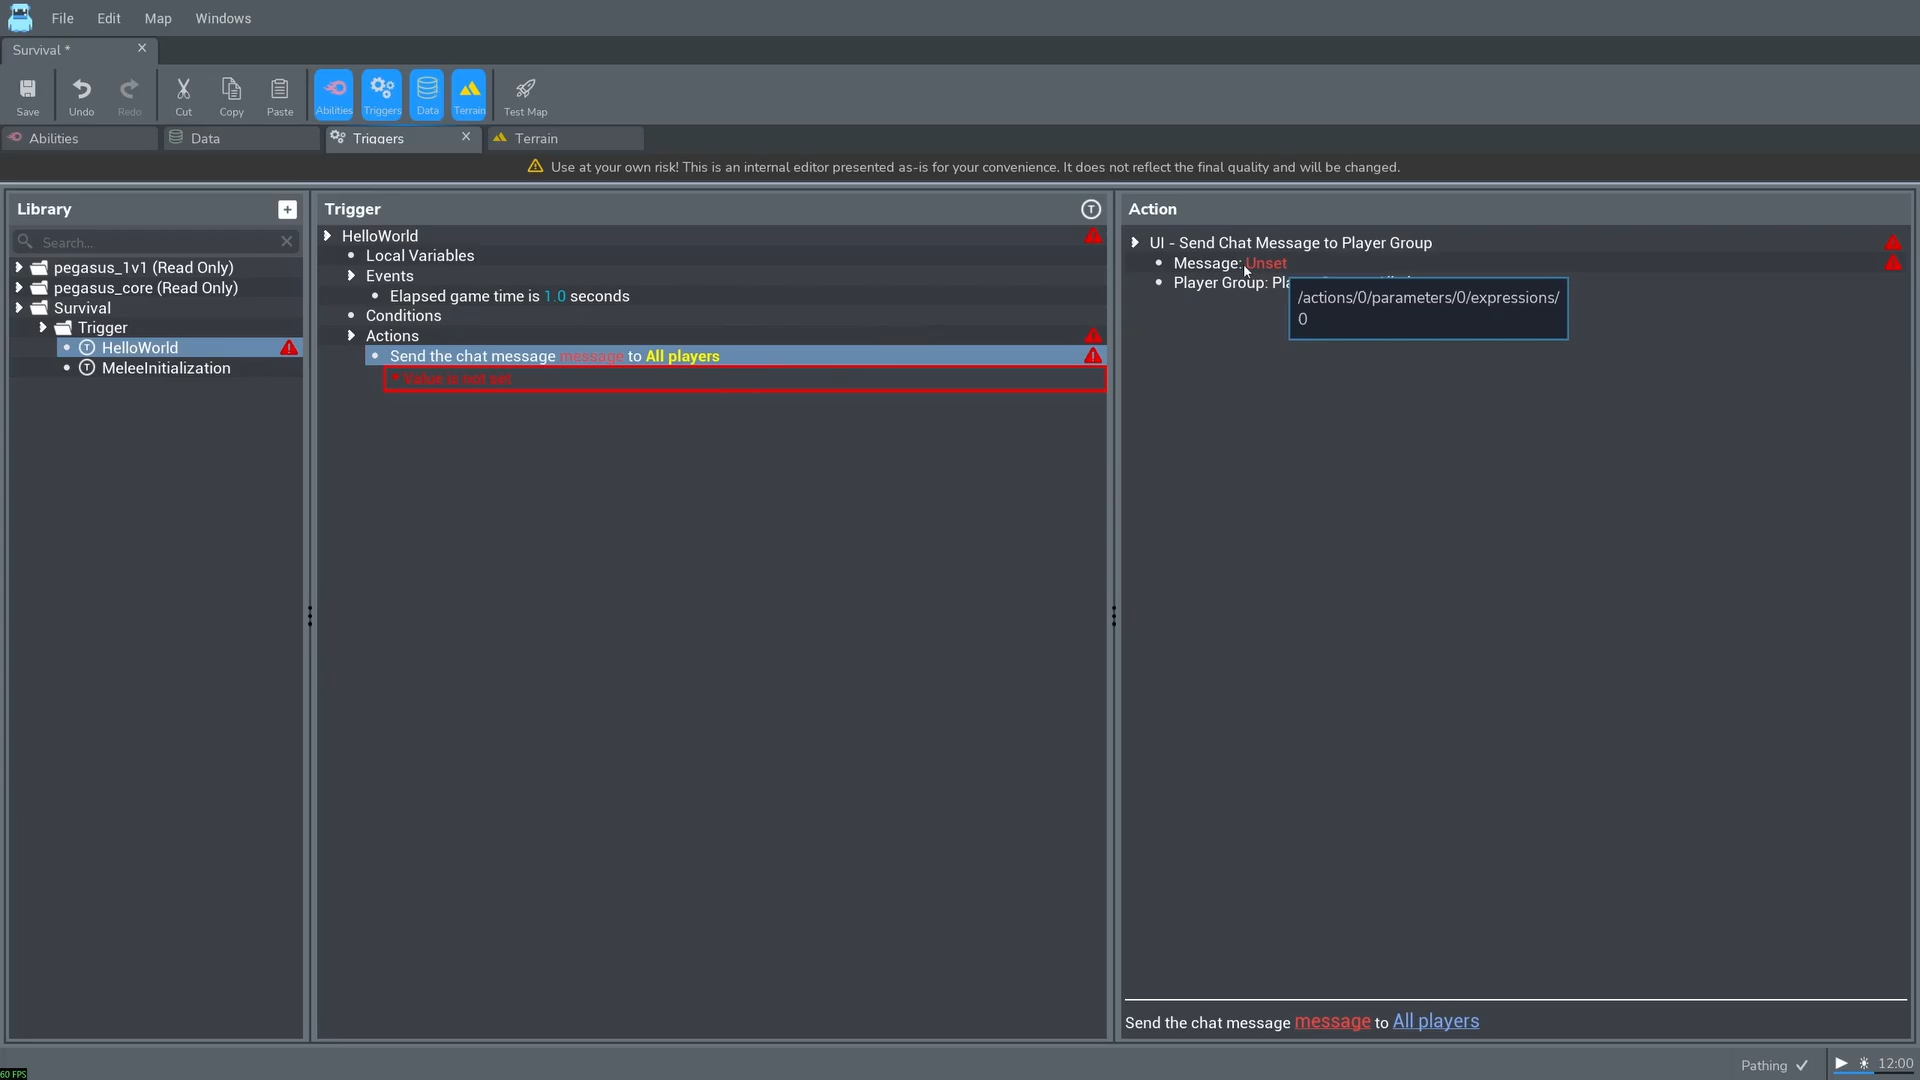 File Edit Map Windows
Survival *
Save Undo Redo Cut Copy Paste Abilities Triggers Data Terrain Test Map
Abilities Data Triggers Terrain
Use at your own risk! This is an internal editor presented as-is for your convenience. It does not reflect the final quality and will be changed.
Library
Search...
pegasus_1v1 (Read Only)
pegasus_core (Read Only)
Survival
Trigger
HelloWorld
MeleeInitialization
Trigger
HelloWorld
Local Variables
Events
Elapsed game time is 1.0 seconds
Conditions
Actions
Send the chat message message to All players
* Value is not set
Action
UI - Send Chat Message to Player Group
Message: Unset
Player Group:
/actions/0/parameters/0/expressions/
0
Send the chat message message to All players
Pathing 12:00
60 FPS